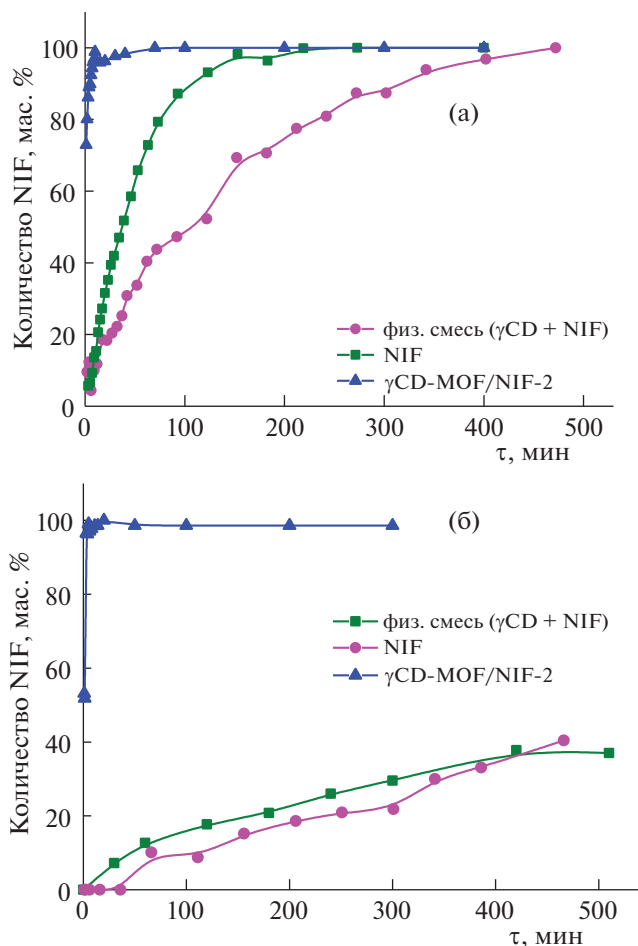 100
80
60
40
20
0
Количество NIF, мас. %
(а)
физ. смесь (γCD + NIF)
NIF
γCD-MOF/NIF-2
0
100
200
300
400
500
τ, мин
100
80
60
40
20
0
Количество NIF, мас. %
(б)
физ. смесь (γCD + NIF)
NIF
γCD-MOF/NIF-2
0
100
200
300
400
500
τ, мин